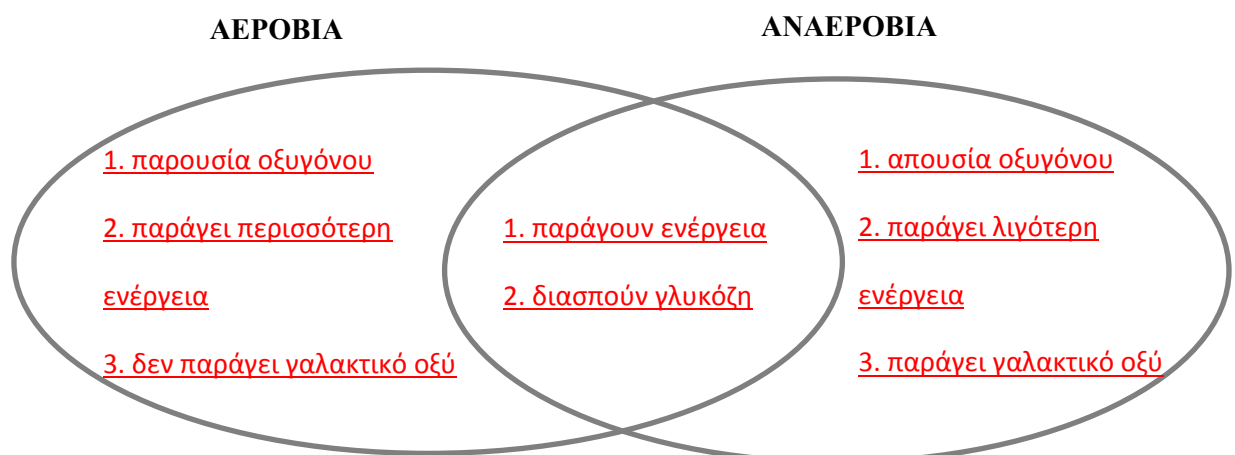 ΑΕΡΟΒΙΑ
ΑΝΑΕΡΟΒΙΑ
1. παρουσία οξυγόνου
2. παράγει περισσότερη
ενέργεια
3. δεν παράγει γαλακτικό οξύ
1. παράγουν ενέργεια
2. διασπούν γλυκόζη
1. απουσία οξυγόνου
2. παράγει λιγότερη
ενέργεια
3. παράγει γαλακτικό οξύ